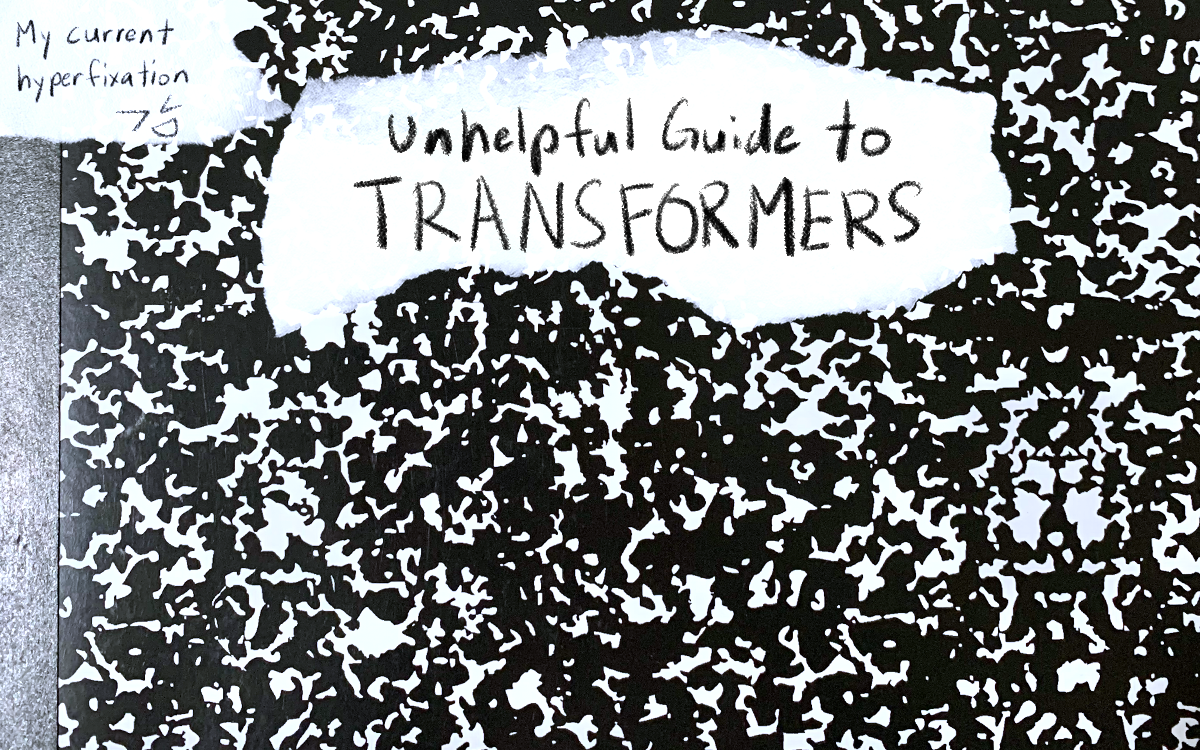 My current
hyperfixation
Unhelpful Guide to
TRANSFORMERS